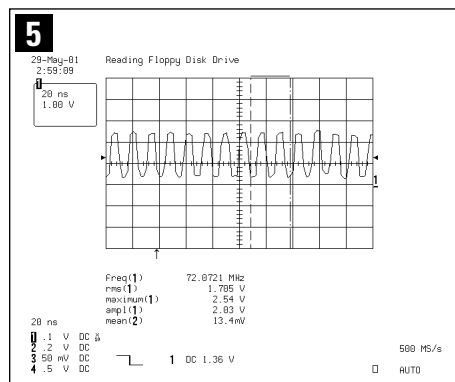 5
29-May-01
2:59:09
Reading Floppy Disk Drive
1
20 ns
1.00 V
1
Freq(1) 72.0721 MHz
rms(1) 1.705 V
maximum(1) 2.54 V
ampl(1) 2.03 V
mean(2) 13.4mV
20 ns
1 .1 V DC
2 .2 V DC
3 50 mV DC
4 .5 V DC
1 DC 1.36 V
500 MS/s
AUTO